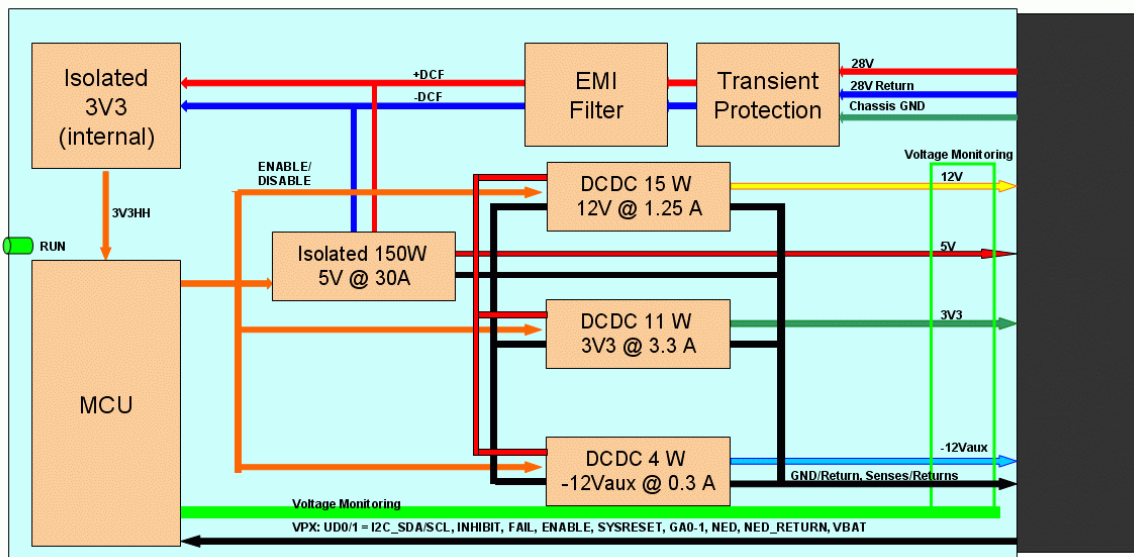 Isolated
3V3
(internal)
+DCF
-DCF
EMI
Filter
Transient
Protection
28V
28V Return
Chassis GND
Voltage Monitoring
ENABLE/
DISABLE
DCDC 15 W
12V @ 1.25 A
12V
3V3HH
RUN
Isolated 150W
5V @ 30A
5V
DCDC 11 W
3V3 @ 3.3 A
3V3
MCU
DCDC 4 W
-12Vaux @ 0.3 A
-12Vaux
GND/Return, Senses/Returns
Voltage Monitoring
VPX: UD0/1 = I2C_SDA/SCL, INHIBIT, FAIL, ENABLE, SYSRESET, GA0-1, NED, NED_RETURN, VBAT